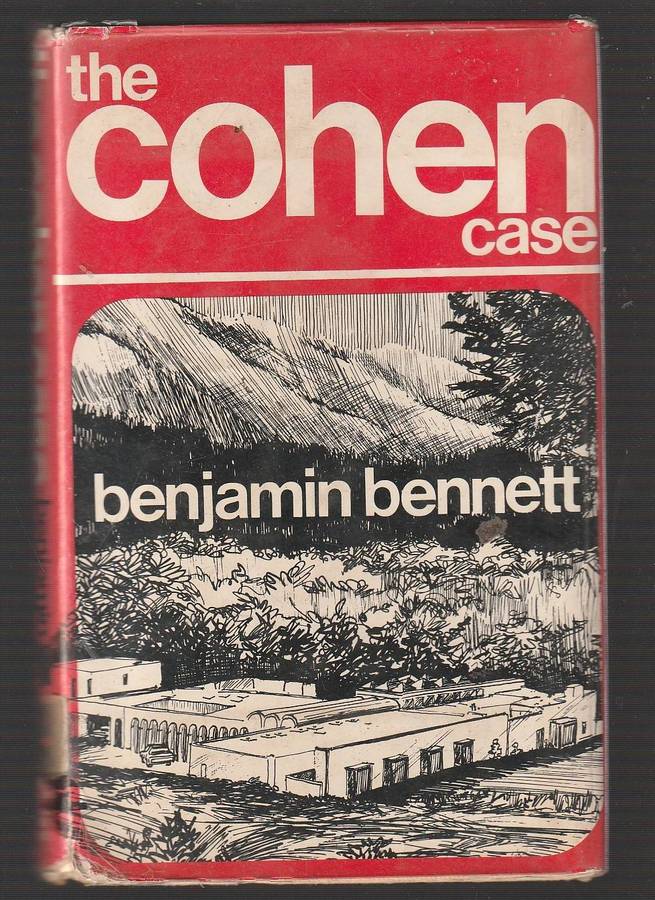 the
cohen
case
benjamin bennett